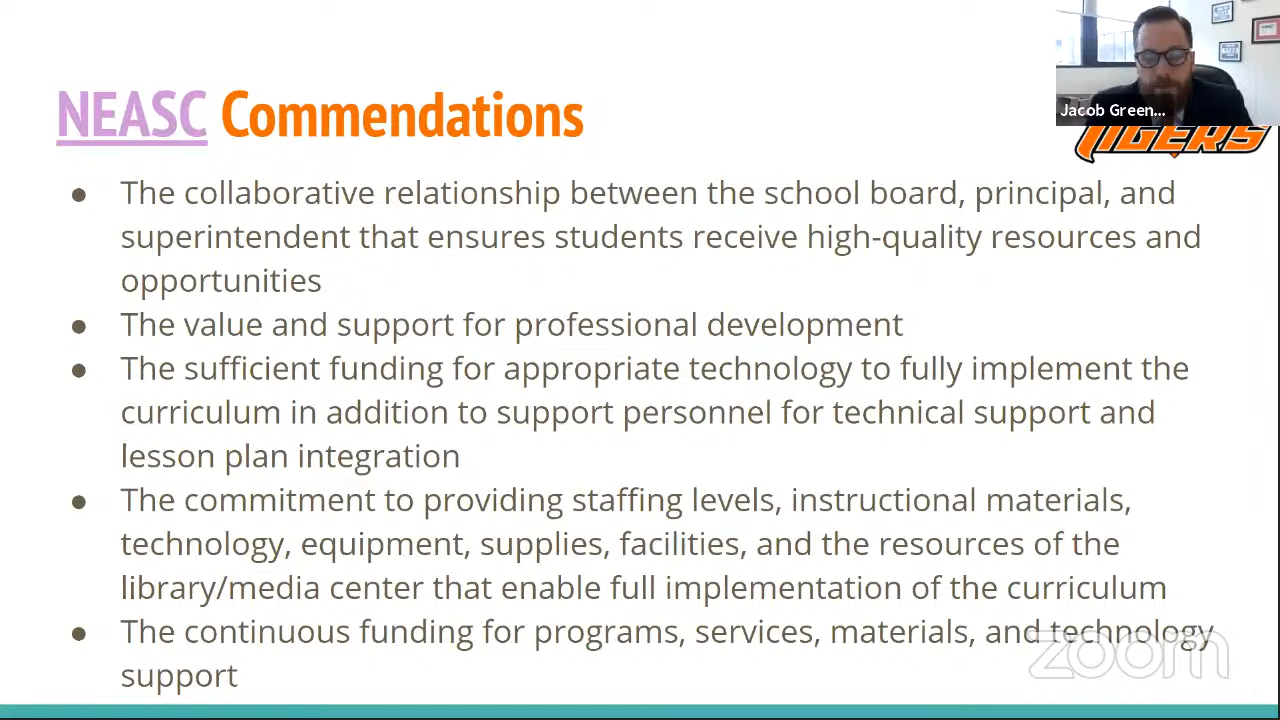 Jacob Green...
TIGERS
NEASC Commendations
● The collaborative relationship between the school board, principal, and
superintendent that ensures students receive high-quality resources and
opportunities
● The value and support for professional development
● The sufficient funding for appropriate technology to fully implement the
curriculum in addition to support personnel for technical support and
lesson plan integration
● The commitment to providing staffing levels, instructional materials,
technology, equipment, supplies, facilities, and the resources of the
library/media center that enable full implementation of the curriculum
● The continuous funding for programs, services, materials, and technology
support
zoom